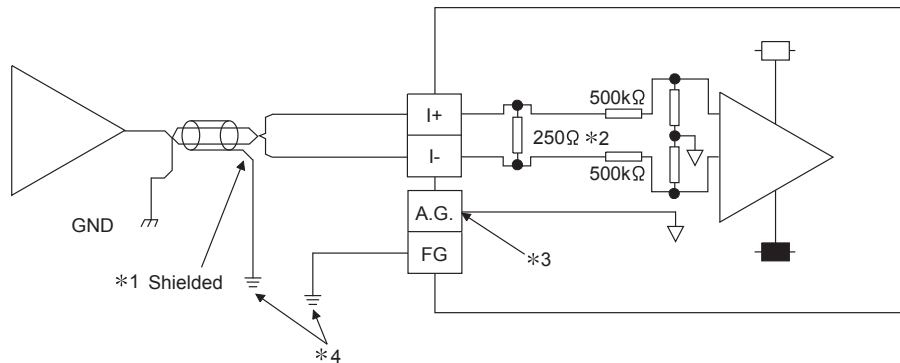 I+
I-
A.G.
FG
250Ω ＊2
500kΩ
500kΩ
GND
＊1 Shielded
＊3
＊4